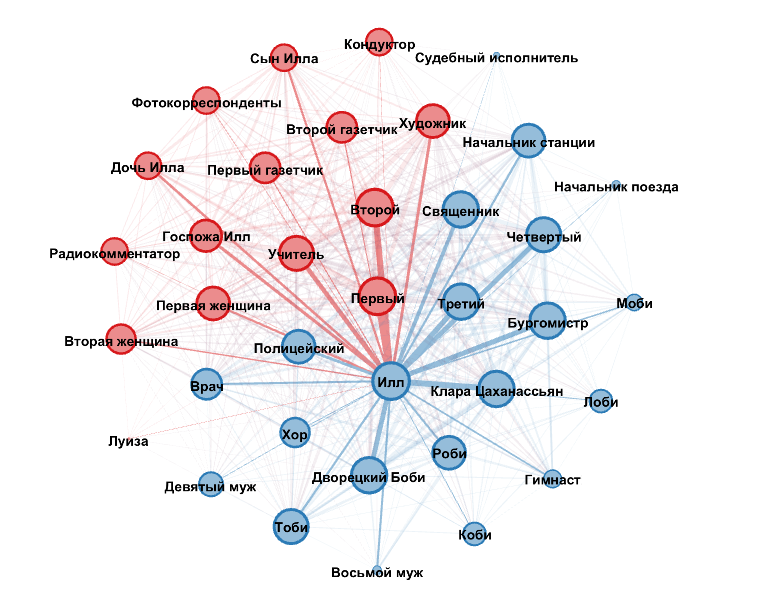 Кондуктор
Сын Илла
Судебный исполнитель
Фотокорреспонденты
Второй газетчик
Художник
Начальник станции
Дочь Илла
Первый газетчик
Начальник поезда
Второй
Священник
Госпожа Илл
Четвертый
Радиокомментатор
Учитель
Первый
Третий
Моби
Первая женщина
Бургомистр
Вторая женщина
Полицейский
Врач
Илл
Клара Цаханассьян
Лоби
Луиза
Хор
Роби
Дворецкий Боби
Гимнаст
Девятый муж
Тоби
Коби
Восьмой муж